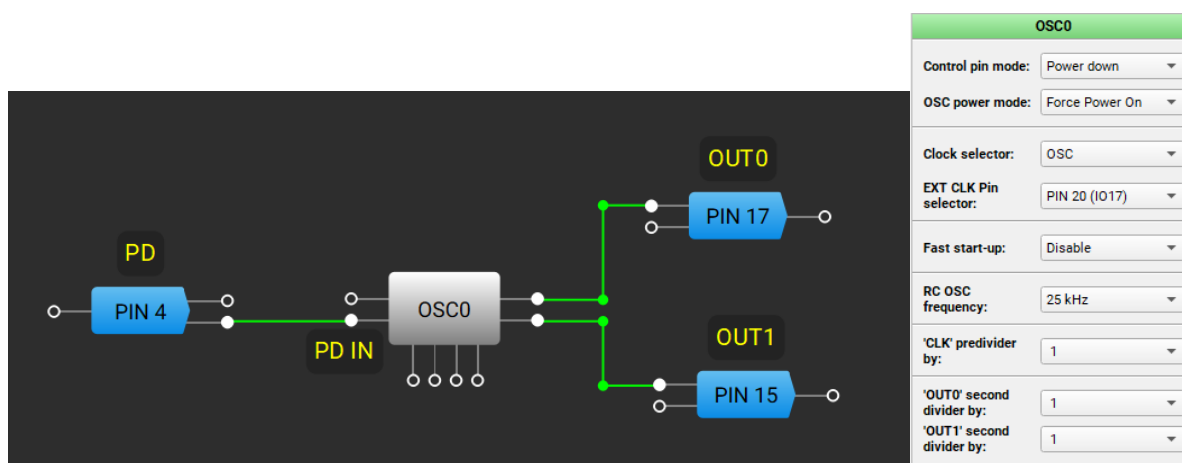 PD
PIN 4
PD IN
OSC0
OUT0
PIN 17
OUT1
PIN 15
OSC0
Control pin mode: Power down
OSC power mode: Force Power On
Clock selector: OSC
EXT CLK Pin
selector: PIN 20 (IO17)
Fast start-up: Disable
RC OSC
frequency: 25 kHz
'CLK' predivider
by: 1
'OUT0' second
divider by: 1
'OUT1' second
divider by: 1